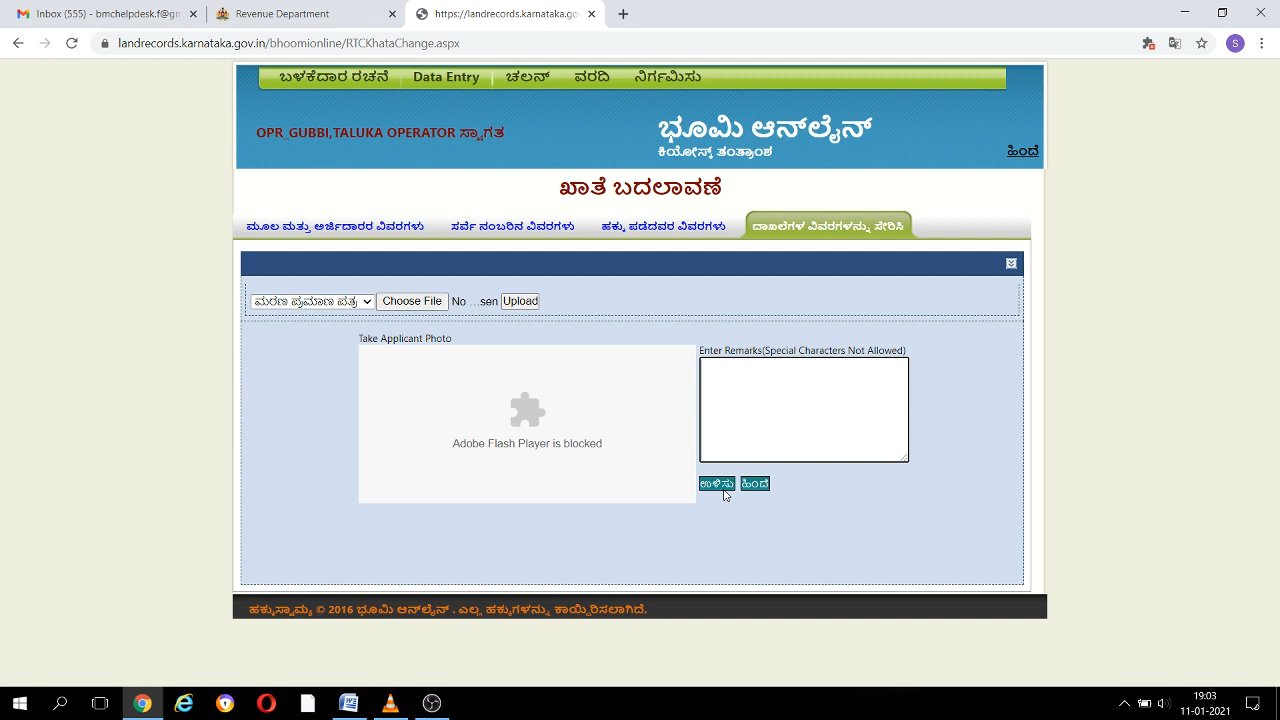 Inbox (555) - bmchelpdesk.f@gm
Revenue Department
https://landrecords.karnataka.gov
landrecords.karnataka.gov.in/bhoomionline/RTCKhataChange.aspx
S
ಬಳಕೆದಾರ ರಚನೆ Data Entry ಚಲನ್ ವರದಿ ನಿರ್ಗಮಿಸು
OPR_GUBBI,TALUKA OPERATOR ಸ್ವಾಗತ
ಭೂಮಿ ಆನ್‌ಲೈನ್
ಕಿಯೋಸ್ಕ್ ತಂತ್ರಾಂಶ
ಹಿಂದೆ
ಖಾತೆ ಬದಲಾವಣೆ
ಮೂಲ ಮತ್ತು ಅರ್ಜಿದಾರರ ವಿವರಗಳು ಸರ್ವೆ ನಂಬರಿನ ವಿವರಗಳು ಹಕ್ಕು ಪಡೆದವರ ವಿವರಗಳು ದಾಖಲೆಗಳ ವಿವರಗಳನ್ನು ಸೇರಿಸಿ
ಮರಣ ಪ್ರಮಾಣ ಪತ್ರ Choose File No ...sen Upload
Take Applicant Photo
Enter Remarks(Special Characters Not Allowed)
Adobe Flash Player is blocked
ಉಳಿಸು ಹಿಂದೆ
ಹಕ್ಕುಸ್ವಾಮ್ಯ © 2016 ಭೂಮಿ ಆನ್‌ಲೈನ್ . ಎಲ್ಲ ಹಕ್ಕುಗಳನ್ನು ಕಾಯ್ದಿರಿಸಲಾಗಿದೆ.
19:03
11-01-2021